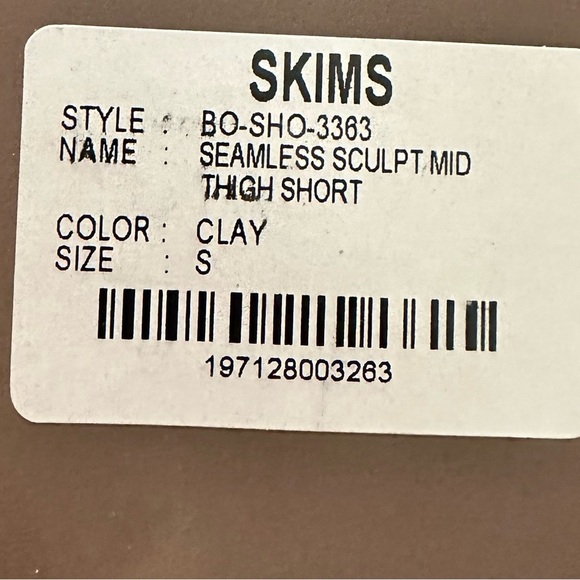 SKIMS
STYLE : BO-SHO-3363
NAME : SEAMLESS SCULPT MID
THIGH SHORT
COLOR : CLAY
SIZE : S
197128003263